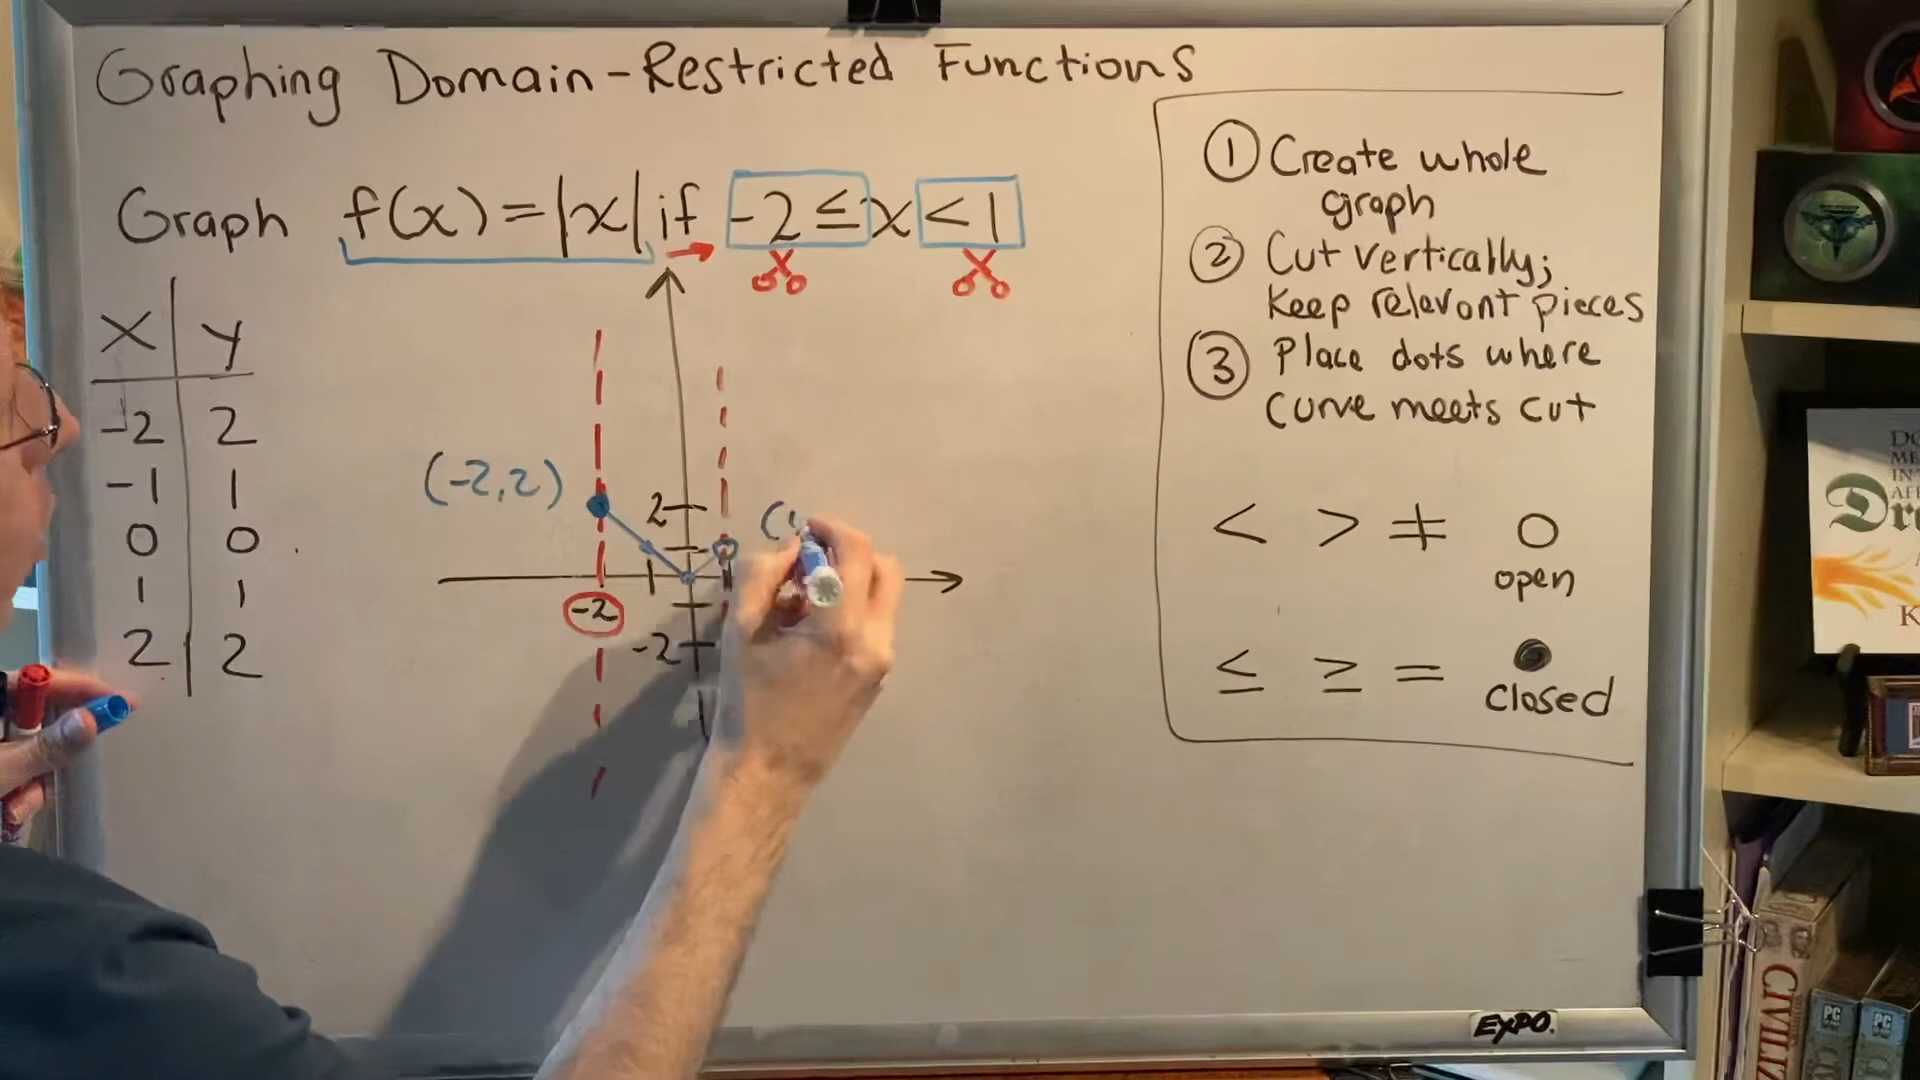 Graphing Domain-Restricted Functions
Graph f(x) = |x| if -2 ≤ x < 1
x y
-2 2
-1 1
0 0
1 1
2 2
(-2,2)
2
-2
-2
① Create whole
graph
② Cut vertically;
keep relevant pieces
③ Place dots where
curve meets cut
< > ≠ O
open
≤ ≥ = ●
closed
EXPO.
K
PC
PC